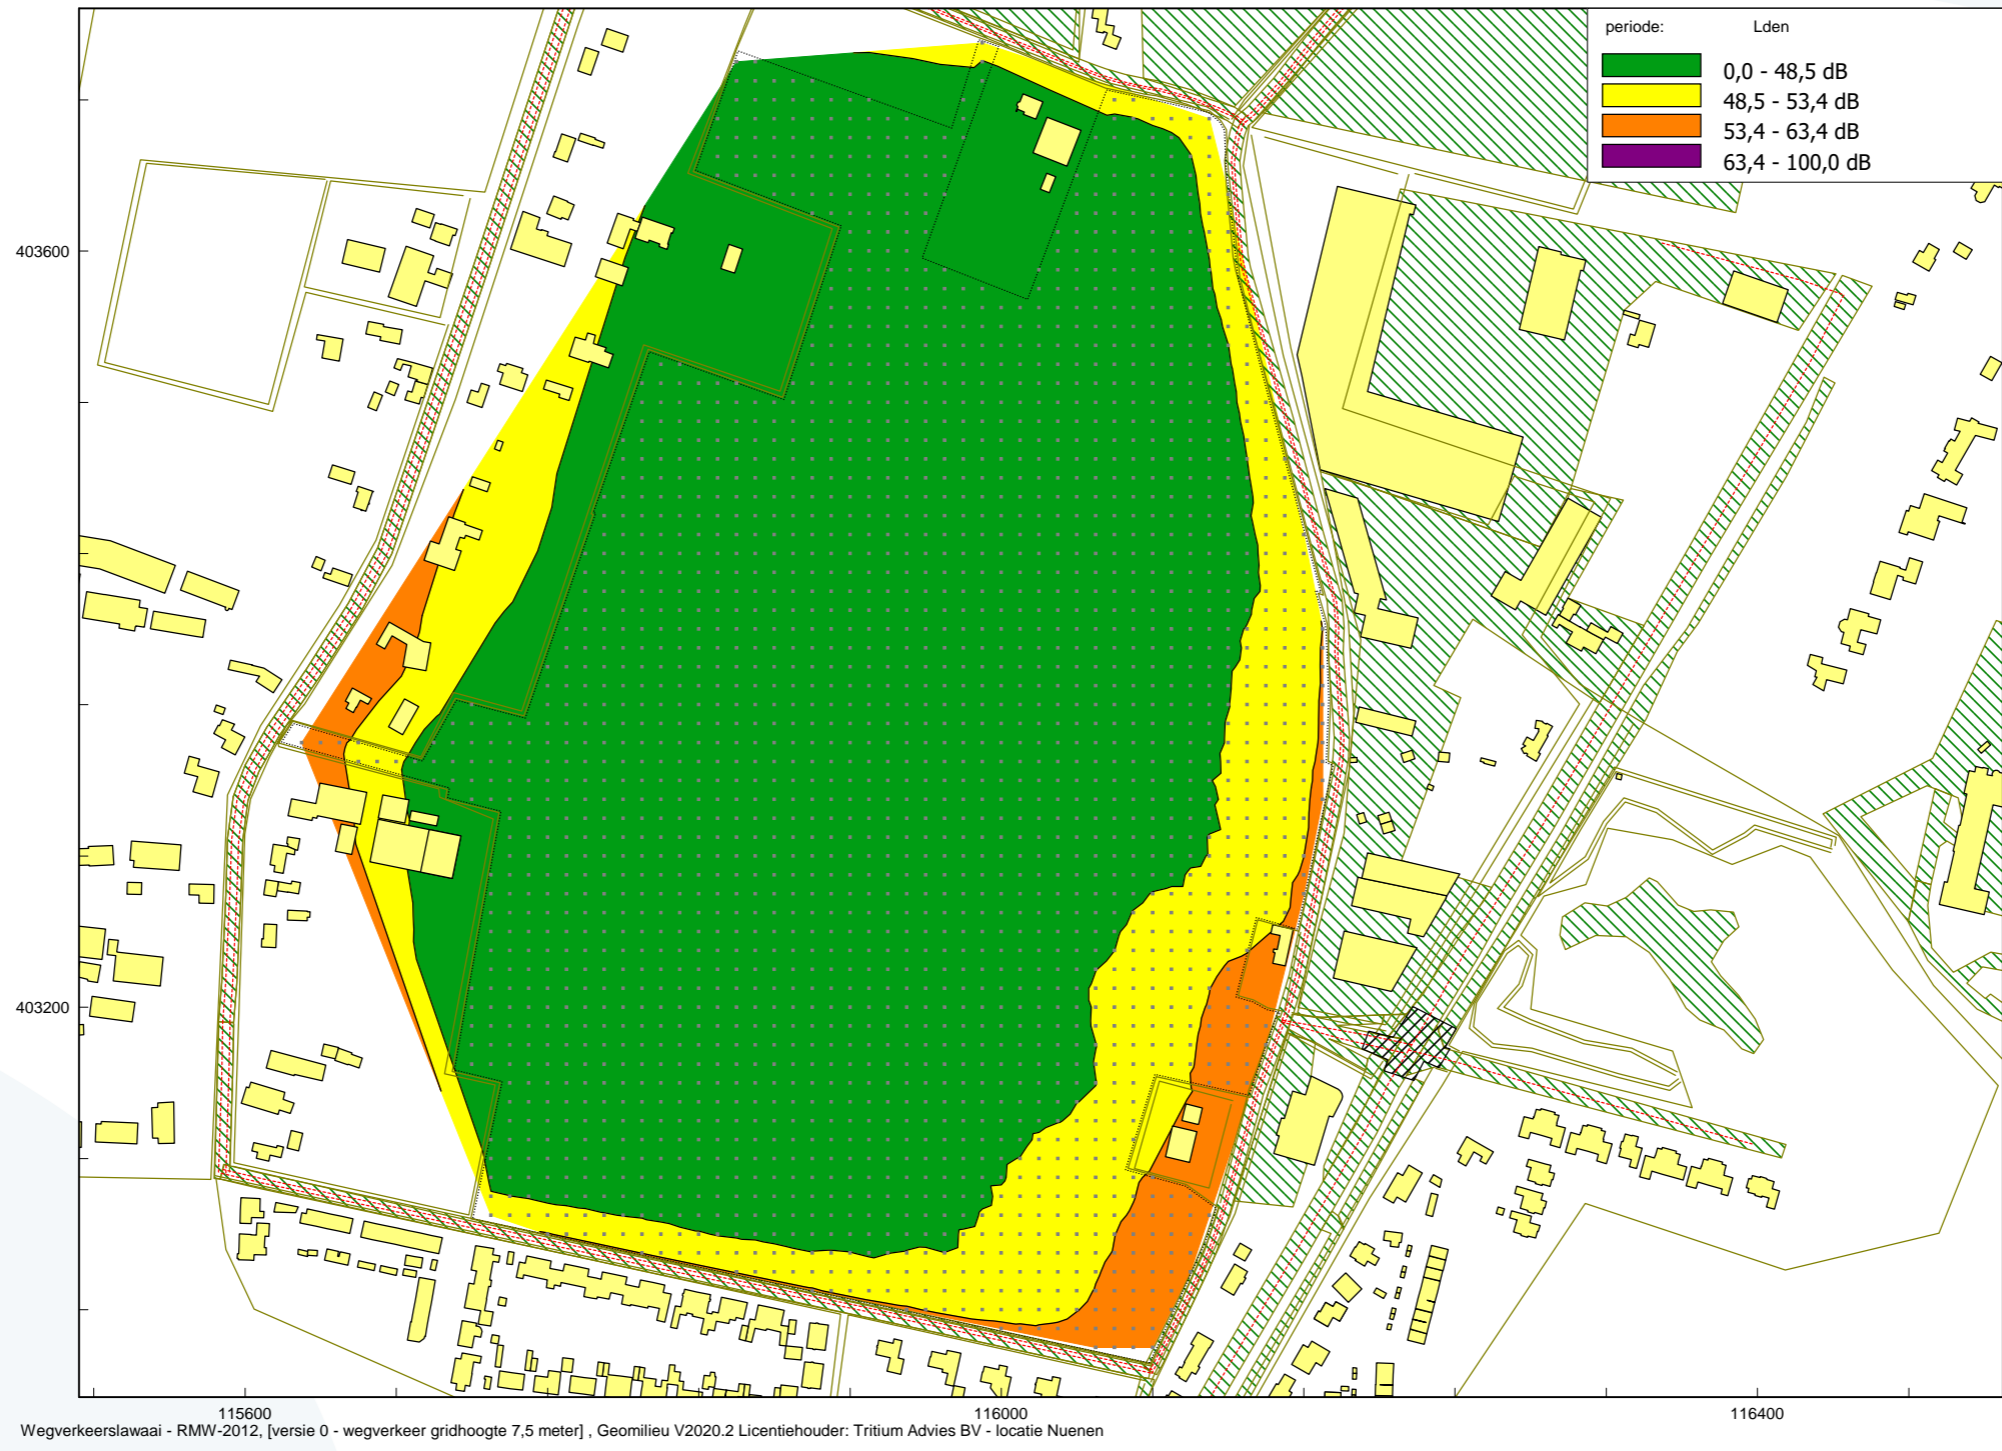 periode: Lden
0,0 - 48,5 dB
48,5 - 53,4 dB
53,4 - 63,4 dB
63,4 - 100,0 dB
403600
403200
115600 116000 116400
Wegverkeerslawaai - RMW-2012, [versie 0 - wegverkeer gridhoogte 7,5 meter] , Geomilieu V2020.2 Licentiehouder: Tritium Advies BV - locatie Nuenen